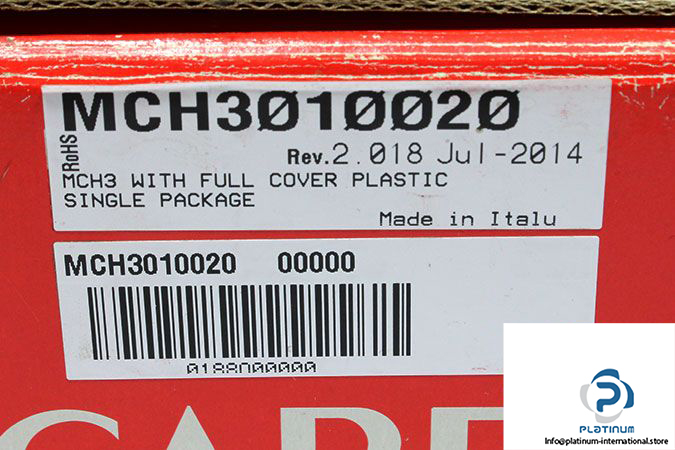 MCH3010020
RoHS
Rev.2.018 Jul-2014
MCH3 WITH FULL COVER PLASTIC
SINGLE PACKAGE
Made in Italu
MCH3010020 00000
PLATINUM
Info@platinum-international.store